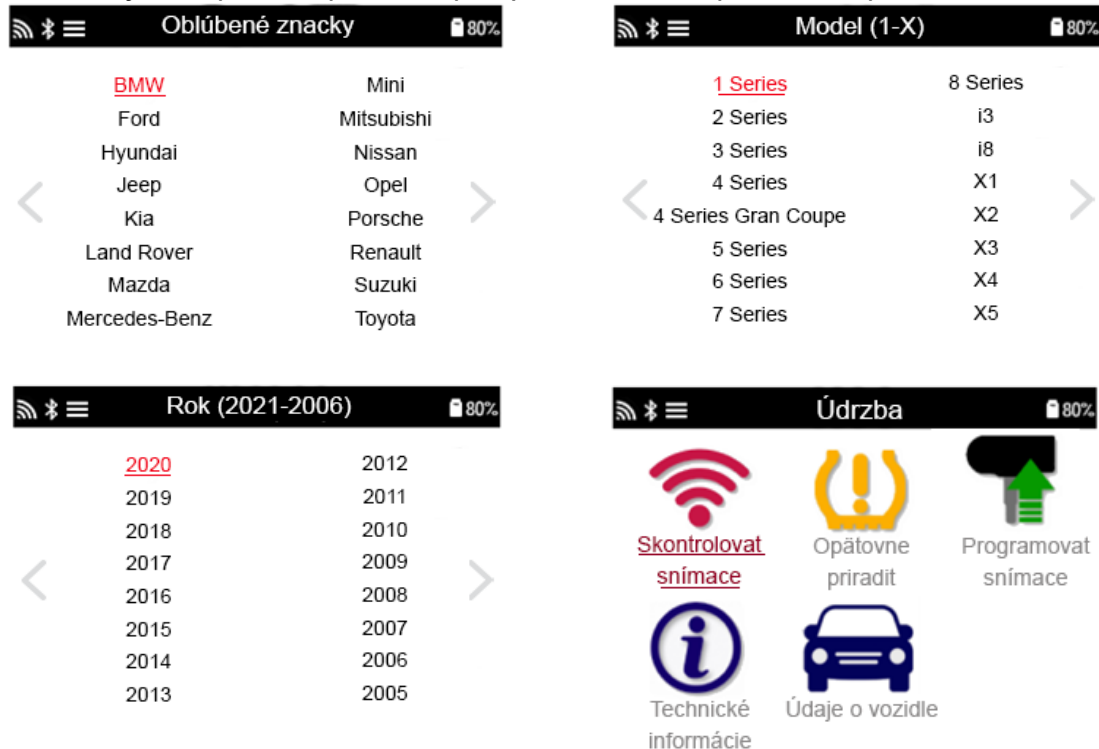 Oblúbené znacky 80%
BMW Mini
Ford Mitsubishi
Hyundai Nissan
Jeep Opel
Kia Porsche
Land Rover Renault
Mazda Suzuki
Mercedes-Benz Toyota
Model (1-X) 80%
1 Series 8 Series
2 Series i3
3 Series i8
4 Series X1
4 Series Gran Coupe X2
5 Series X3
6 Series X4
7 Series X5
Rok (2021-2006) 80%
2020 2012
2019 2011
2018 2010
2017 2009
2016 2008
2015 2007
2014 2006
2013 2005
Údrzba 80%
Skontrolovat Opätovne Programovat
snímace priradit snímace
Technické Údaje o vozidle
informácie